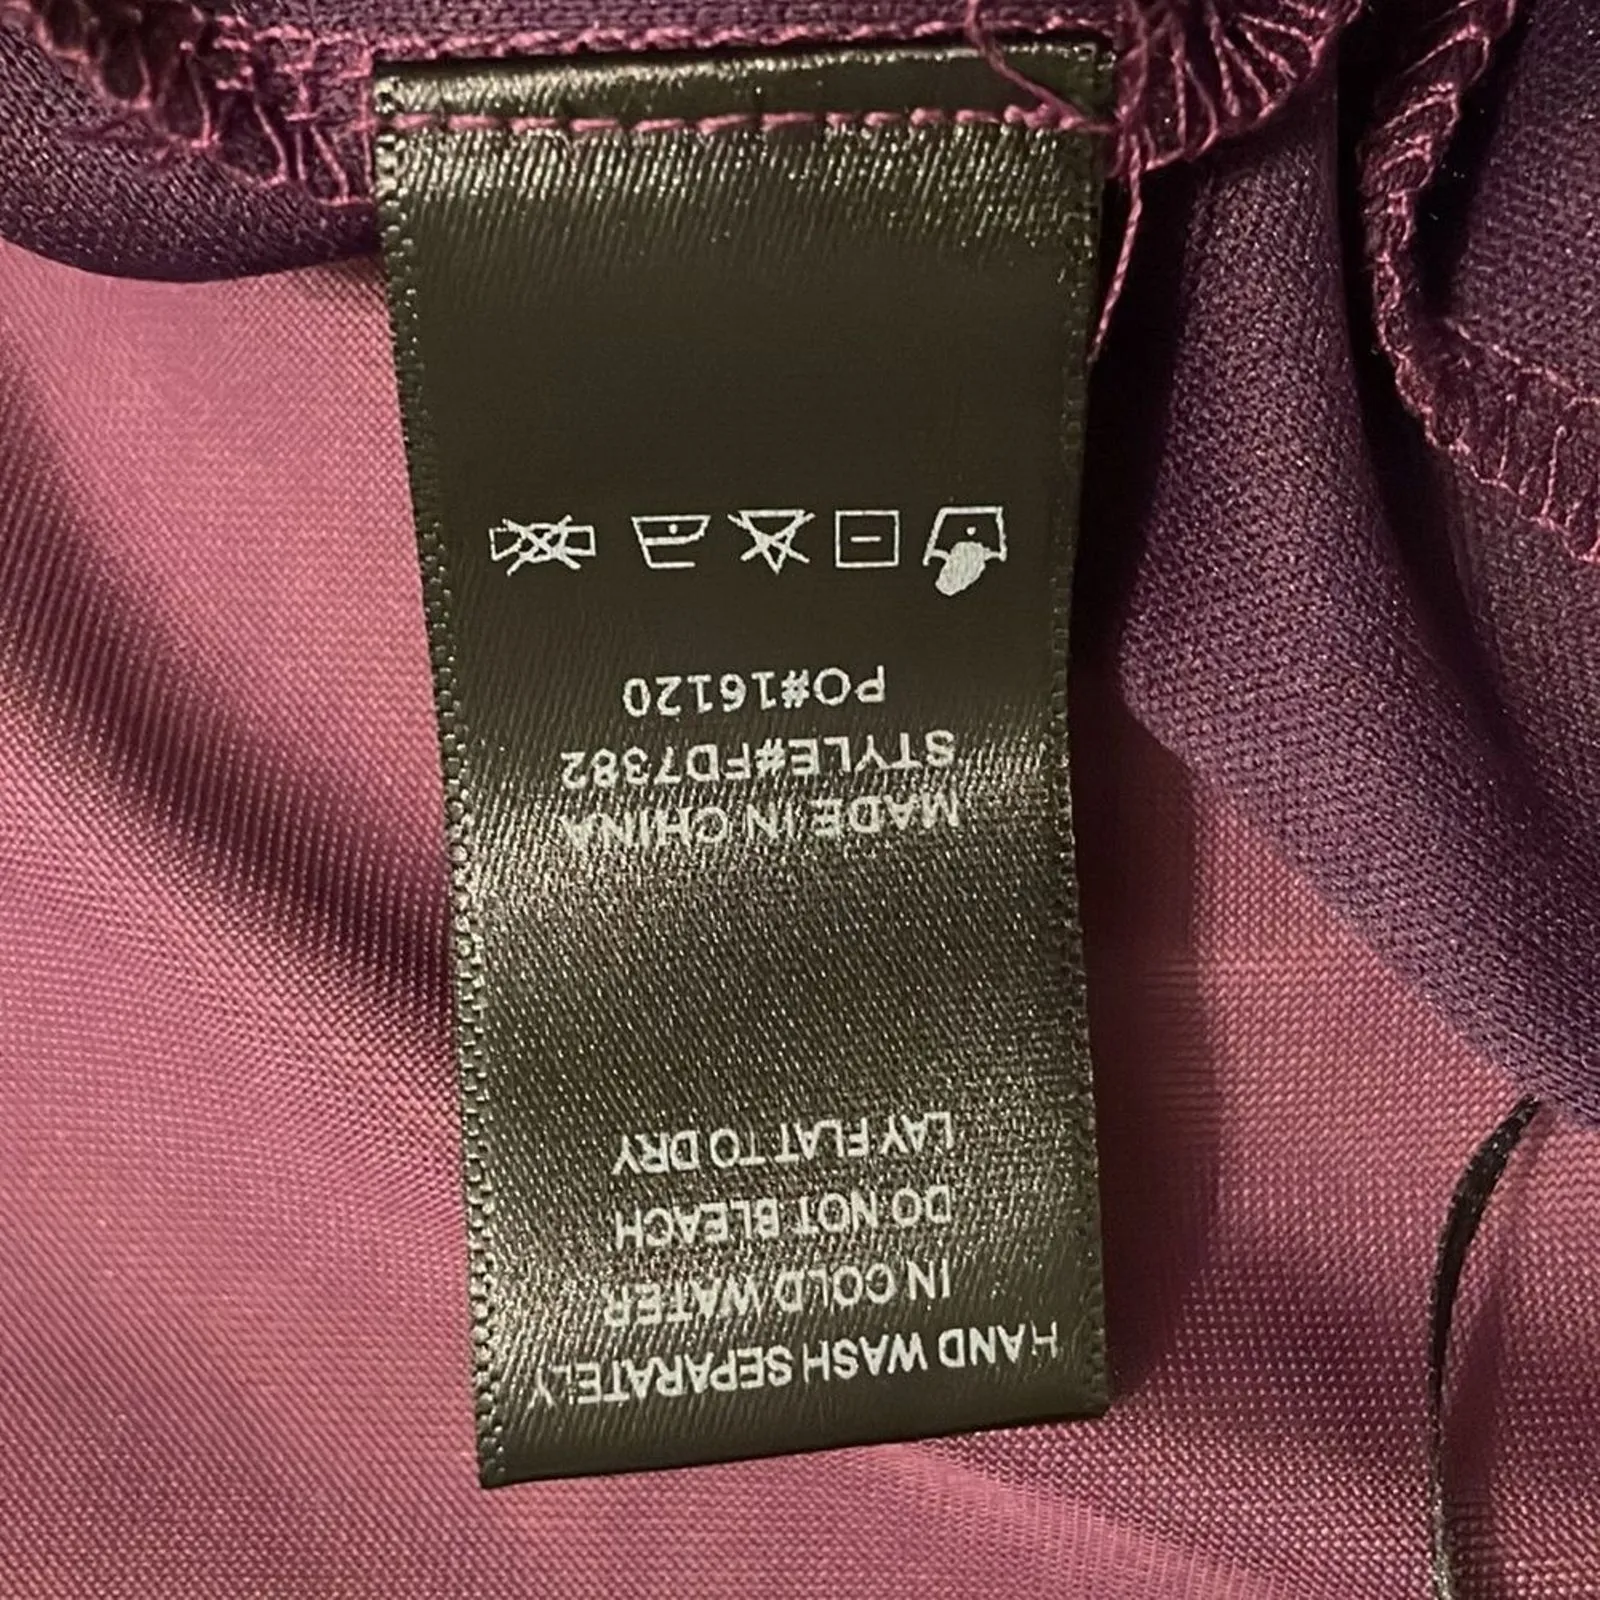 HAND WASH SEPARATELY
IN COLD WATER
DO NOT BLEACH
LAY FLAT TO DRY
MADE IN CHINA
STYLE#FD7382
PO#16120